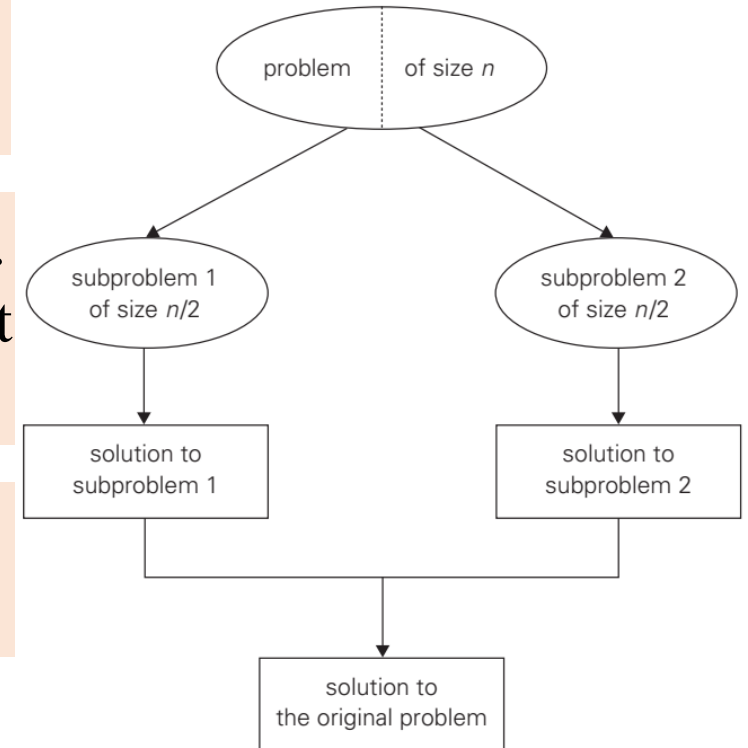 problem of size n
subproblem 1
of size n/2
subproblem 2
of size n/2
solution to
subproblem 1
solution to
subproblem 2
solution to
the original problem